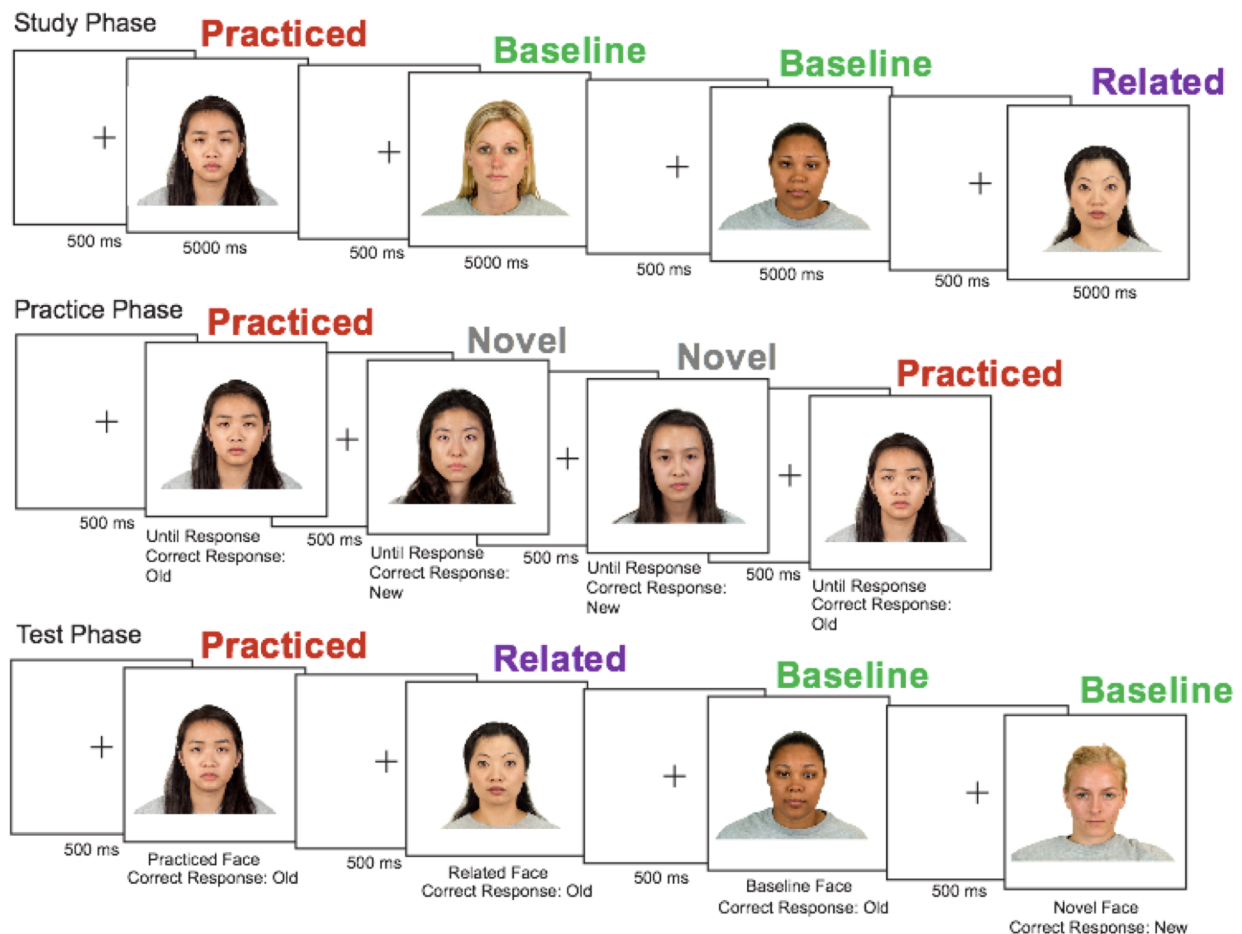 Study Phase
Practiced
Baseline
Baseline
Related
500 ms
5000 ms
500 ms
5000 ms
500 ms
5000 ms
500 ms
5000 ms
Practice Phase
Practiced
Novel
Novel
Practiced
500 ms
Until Response
Correct Response:
Old
500 ms
Until Response
Correct Response:
New
500 ms
Until Response
Correct Response:
New
500 ms
Until Response
Correct Response:
Old
Test Phase
Practiced
Related
Baseline
Baseline
500 ms
Practiced Face
Correct Response: Old
500 ms
Related Face
Correct Response: Old
500 ms
Baseline Face
Correct Response: Old
500 ms
Novel Face
Correct Response: New